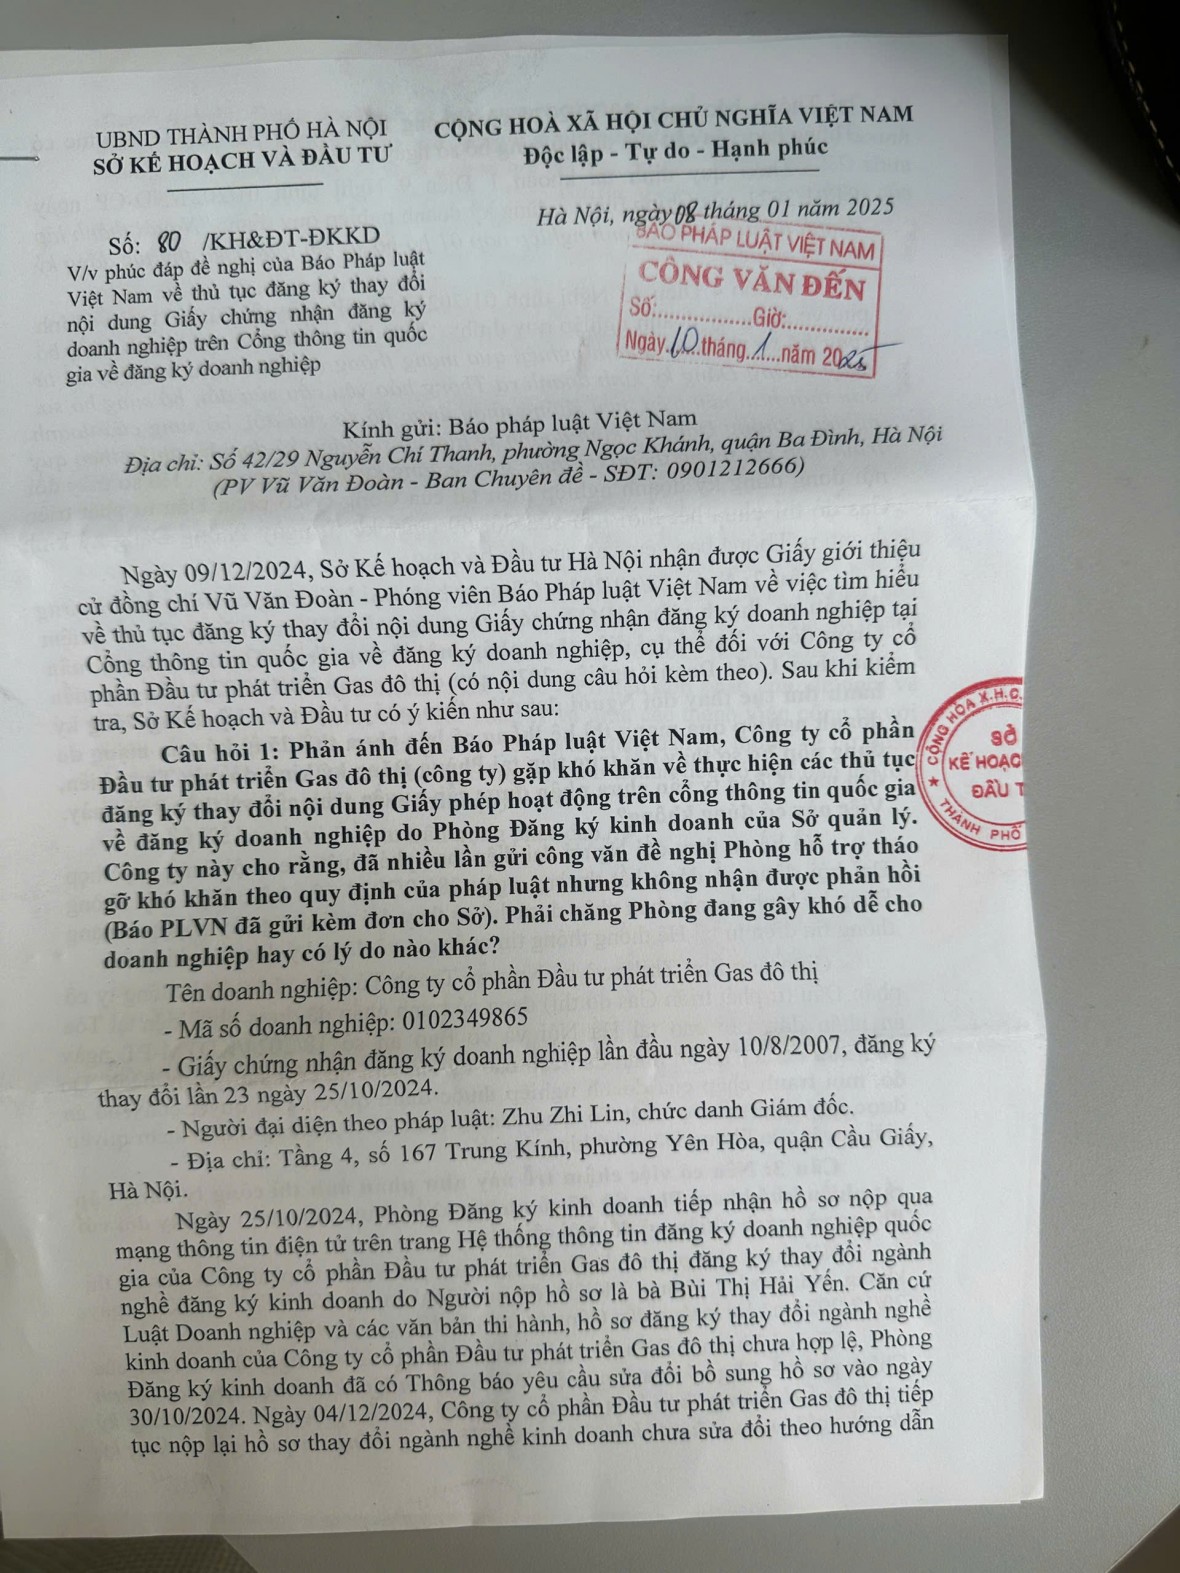 UBND THÀNH PHỐ HÀ NỘI
SỞ KẾ HOẠCH VÀ ĐẦU TƯ
CỘNG HOÀ XÃ HỘI CHỦ NGHĨA VIỆT NAM
Độc lập - Tự do - Hạnh phúc
Hà Nội, ngày 08 tháng 01 năm 2025
Số: 80 /KH&ĐT-ĐKKD
V/v phúc đáp đề nghị của Báo Pháp luật
Việt Nam về thủ tục đăng ký thay đổi
nội dung Giấy chứng nhận đăng ký
doanh nghiệp trên Cổng thông tin quốc
gia về đăng ký doanh nghiệp
BÁO PHÁP LUẬT VIỆT NAM
CÔNG VĂN ĐẾN
Số:................Giờ:..............
Ngày.10...tháng.1...năm 2025
Kính gửi: Báo pháp luật Việt Nam
Địa chỉ: Số 42/29 Nguyễn Chí Thanh, phường Ngọc Khánh, quận Ba Đình, Hà Nội
(PV Vũ Văn Đoàn - Ban Chuyên đề - SĐT: 0901212666)
Ngày 09/12/2024, Sở Kế hoạch và Đầu tư Hà Nội nhận được Giấy giới thiệu
cử đồng chí Vũ Văn Đoàn - Phóng viên Báo Pháp luật Việt Nam về việc tìm hiểu
về thủ tục đăng ký thay đổi nội dung Giấy chứng nhận đăng ký doanh nghiệp tại
Cổng thông tin quốc gia về đăng ký doanh nghiệp, cụ thể đối với Công ty cổ
phần Đầu tư phát triển Gas đô thị (có nội dung câu hỏi kèm theo). Sau khi kiểm
tra, Sở Kế hoạch và Đầu tư có ý kiến như sau:
Câu hỏi 1: Phản ánh đến Báo Pháp luật Việt Nam, Công ty cổ phần
Đầu tư phát triển Gas đô thị (công ty) gặp khó khăn về thực hiện các thủ tục
đăng ký thay đổi nội dung Giấy phép hoạt động trên cổng thông tin quốc gia
về đăng ký doanh nghiệp do Phòng Đăng ký kinh doanh của Sở quản lý.
Công ty này cho rằng, đã nhiều lần gửi công văn đề nghị Phòng hỗ trợ tháo
gỡ khó khăn theo quy định của pháp luật nhưng không nhận được phản hồi
(Báo PLVN đã gửi kèm đơn cho Sở). Phải chăng Phòng đang gây khó dễ cho
doanh nghiệp hay có lý do nào khác?
CỘNG HÒA X.H.C.
SỞ
KẾ HOẠC
ĐẦU T
★ THÀNH PHỐ
Tên doanh nghiệp: Công ty cổ phần Đầu tư phát triển Gas đô thị
- Mã số doanh nghiệp: 0102349865
- Giấy chứng nhận đăng ký doanh nghiệp lần đầu ngày 10/8/2007, đăng ký
thay đổi lần 23 ngày 25/10/2024.
- Người đại diện theo pháp luật: Zhu Zhi Lin, chức danh Giám đốc.
- Địa chỉ: Tầng 4, số 167 Trung Kính, phường Yên Hòa, quận Cầu Giấy,
Hà Nội.
Ngày 25/10/2024, Phòng Đăng ký kinh doanh tiếp nhận hồ sơ nộp qua
mạng thông tin điện tử trên trang Hệ thống thông tin đăng ký doanh nghiệp quốc
gia của Công ty cổ phần Đầu tư phát triển Gas đô thị đăng ký thay đổi ngành
nghề đăng ký kinh doanh do Người nộp hồ sơ là bà Bùi Thị Hải Yến. Căn cứ
Luật Doanh nghiệp và các văn bản thi hành, hồ sơ đăng ký thay đổi ngành nghề
kinh doanh của Công ty cổ phần Đầu tư phát triển Gas đô thị chưa hợp lệ, Phòng
Đăng ký kinh doanh đã có Thông báo yêu cầu sửa đổi bổ sung hồ sơ vào ngày
30/10/2024. Ngày 04/12/2024, Công ty cổ phần Đầu tư phát triển Gas đô thị tiếp
tục nộp lại hồ sơ thay đổi ngành nghề kinh doanh chưa sửa đổi theo hướng dẫn